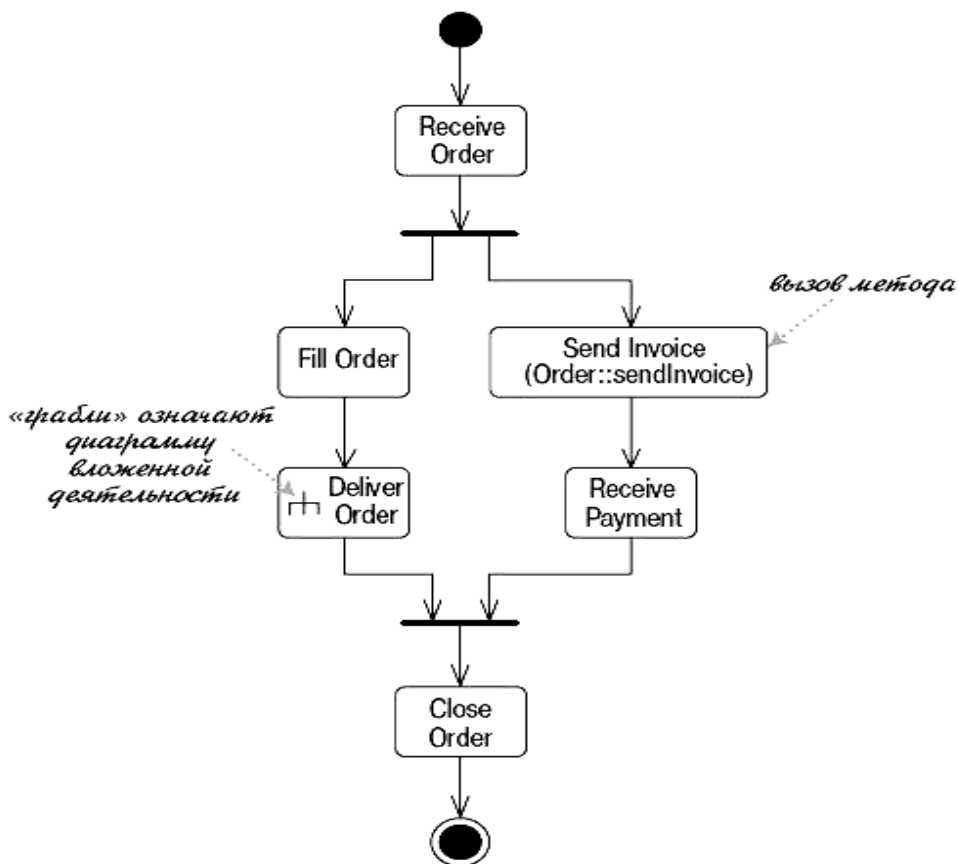 Receive
Order
вызов метода
Fill Order
Send Invoice
(Order::sendInvoice)
«грабли» означают
диаграмму
вложенной
деятельности
Deliver
Order
Receive
Payment
Close
Order